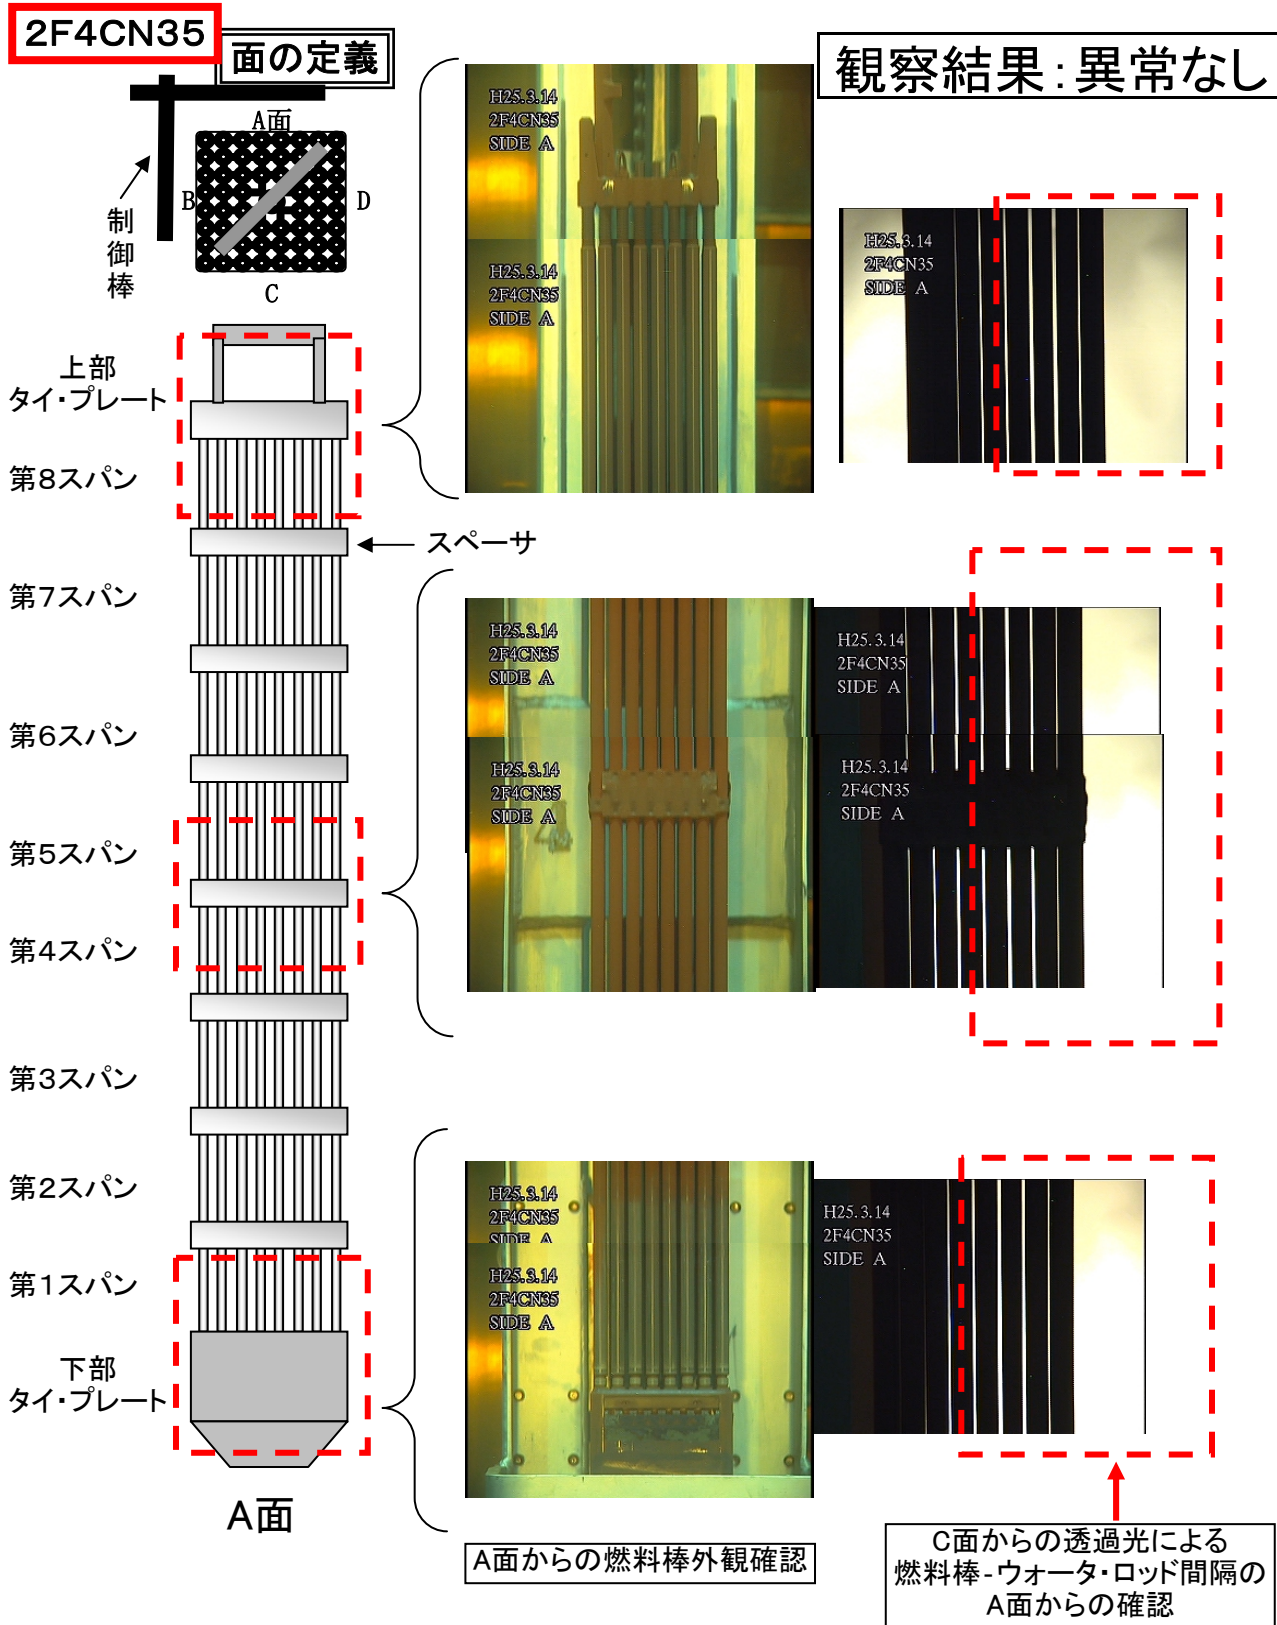 2F4CN35
面の定義
観察結果：異常なし
A面
B
D
C
制御棒
上部
タイ・プレート
第8スパン
スペーサ
第7スパン
第6スパン
第5スパン
第4スパン
第3スパン
第2スパン
第1スパン
下部
タイ・プレート
A面
H25.3.14
2F4CN35
SIDE A
H25.3.14
2F4CN35
SIDE A
H25.3.14
2F4CN35
SIDE A
H25.3.14
2F4CN35
SIDE A
H25.3.14
2F4CN35
SIDE A
H25.3.14
2F4CN35
SIDE A
H25.3.14
2F4CN35
SIDE A
H25.3.14
2F4CN35
SIDE A
H25.3.14
2F4CN35
SIDE A
H25.3.14
2F4CN35
SIDE A
A面からの燃料棒外観確認
C面からの透過光による
燃料棒-ウォータ・ロッド間隔の
A面からの確認